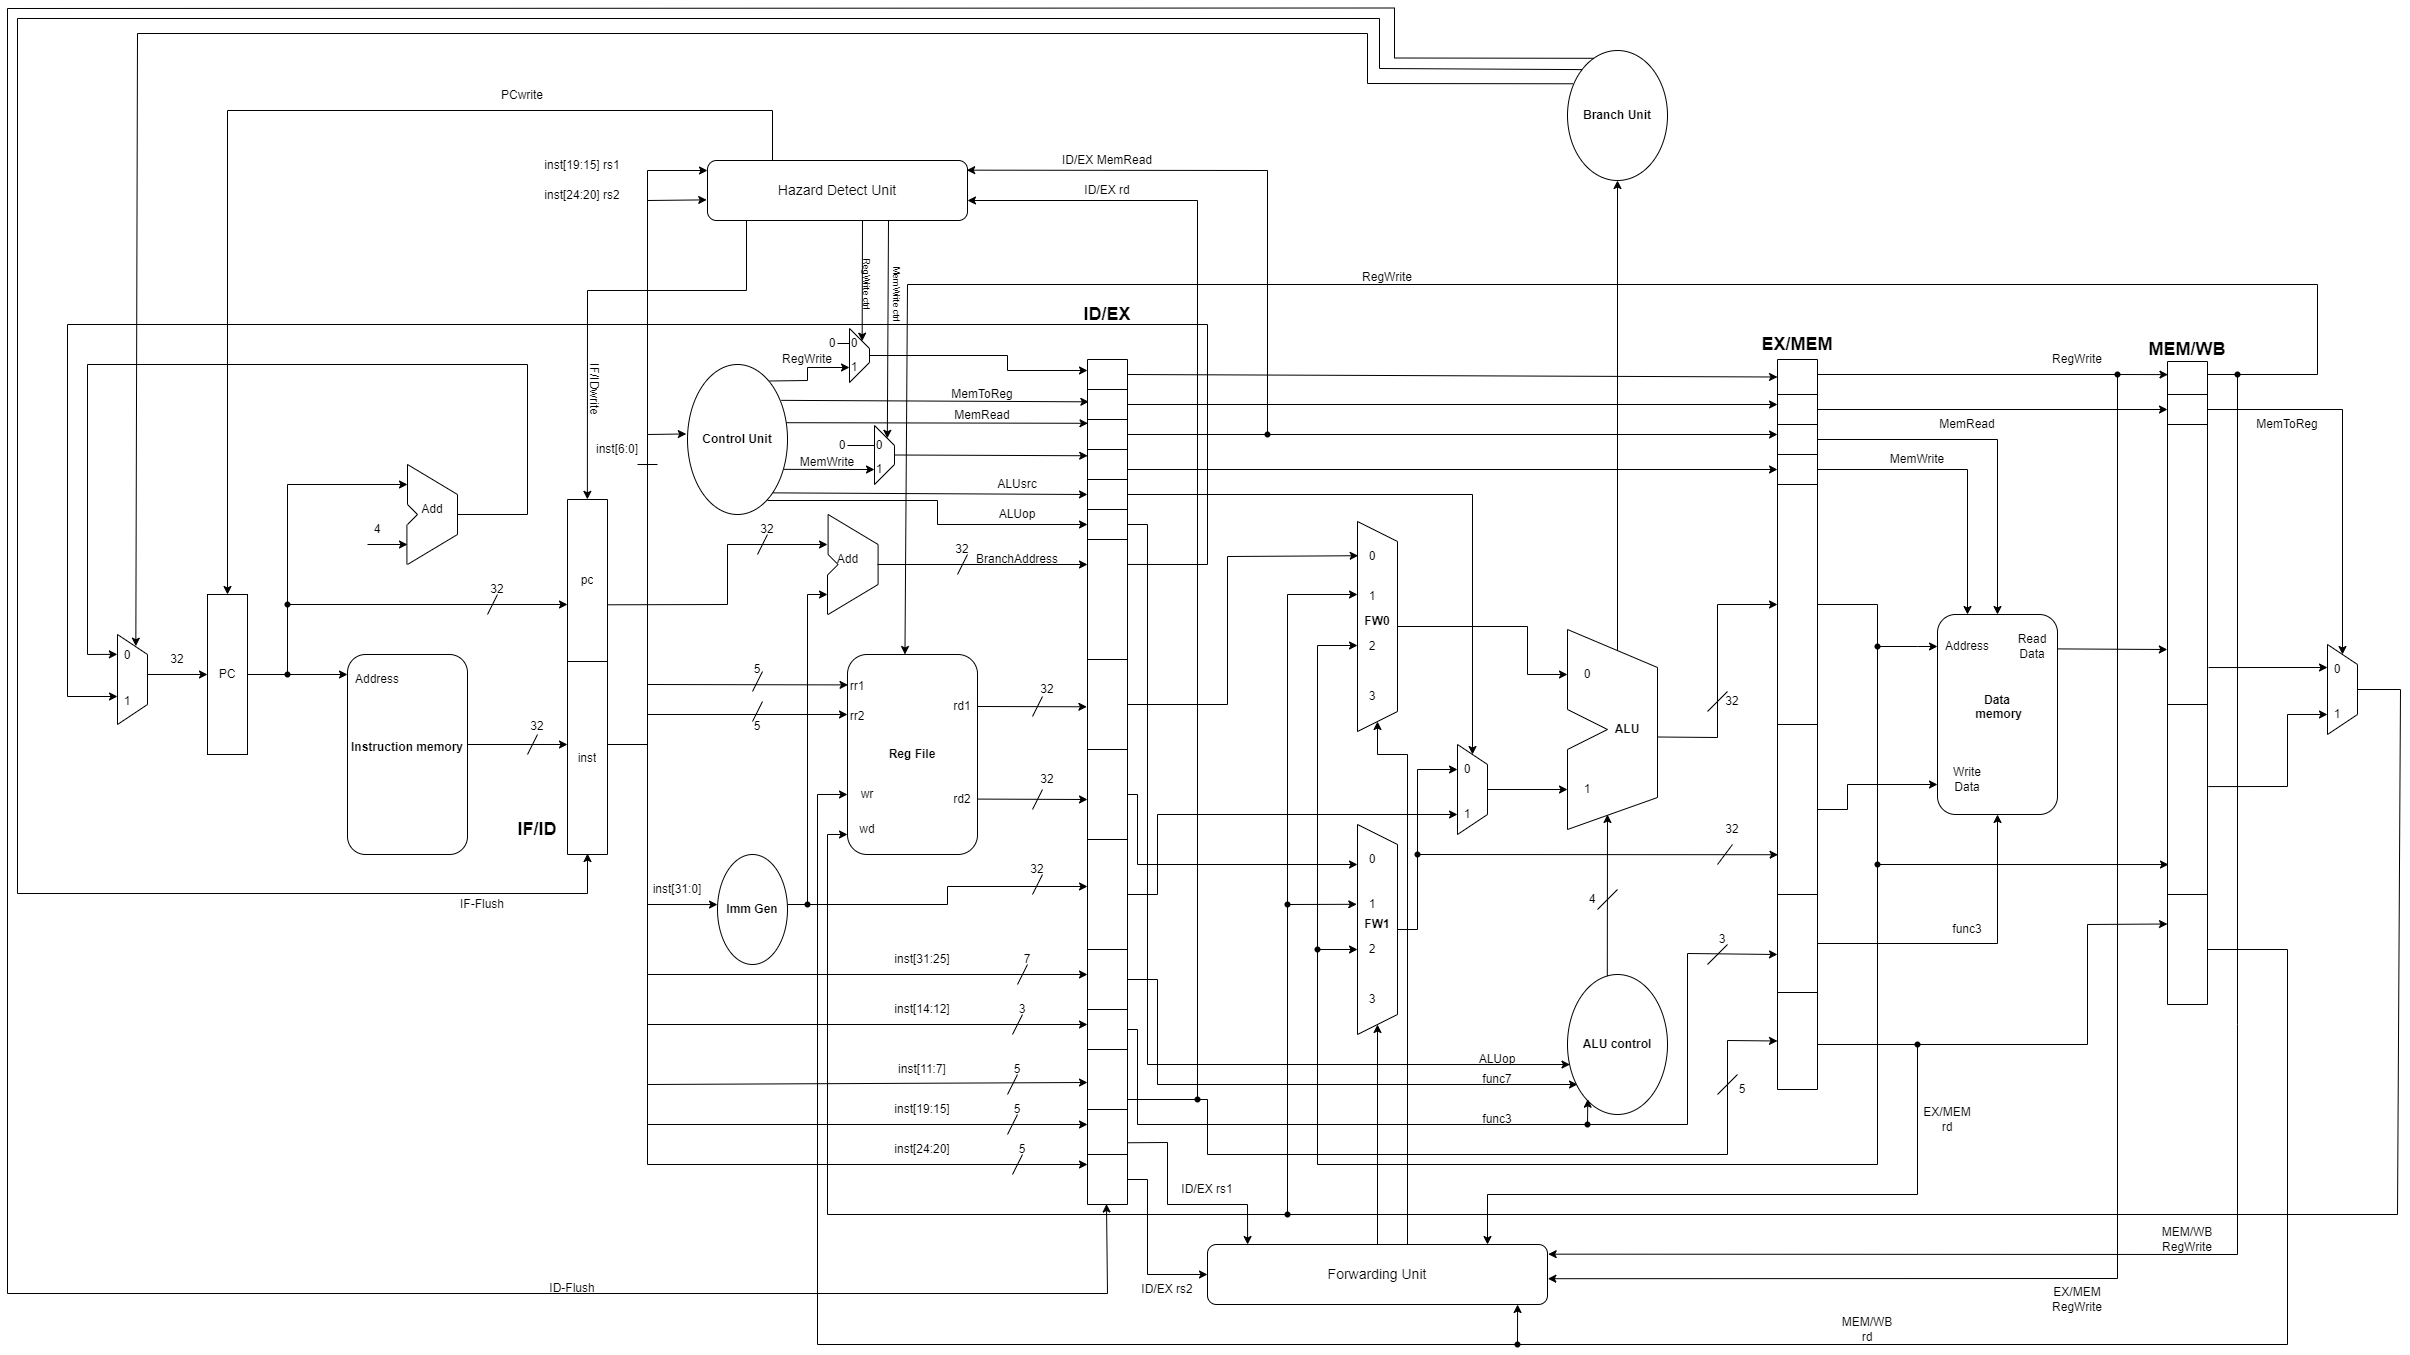 Branch Unit
PCwrite
inst[19:15] rs1
inst[24:20] rs2
Hazard Detect Unit
ID/EX MemRead
ID/EX rd
RegWrite ctrl
MemWrite ctrl
RegWrite
ID/EX
EX/MEM
MEM/WB
0
0
1
RegWrite
IF/IDwrite
MemToReg
MemRead
Control Unit
inst[6:0]
0
0
1
MemWrite
ALUsrc
ALUop
RegWrite
MemRead
MemWrite
MemToReg
Add
4
32
Add
32
BranchAddress
pc
32
0
1
32
PC
Address
Instruction memory
32
inst
IF/ID
5
5
rr1
rr2
rd1
Reg File
rd2
wr
wd
32
32
0
1
FW0
2
3
0
1
0
ALU
1
32
32
Address
Read
Data
Data
memory
Write
Data
0
1
inst[31:0]
Imm Gen
32
0
1
FW1
2
3
4
3
func3
IF-Flush
inst[31:25]
7
inst[14:12]
3
inst[11:7]
5
inst[19:15]
5
inst[24:20]
5
ALU control
ALUop
func7
func3
5
EX/MEM
rd
ID/EX rs1
ID/EX rs2
Forwarding Unit
MEM/WB
RegWrite
EX/MEM
RegWrite
ID-Flush
MEM/WB
rd